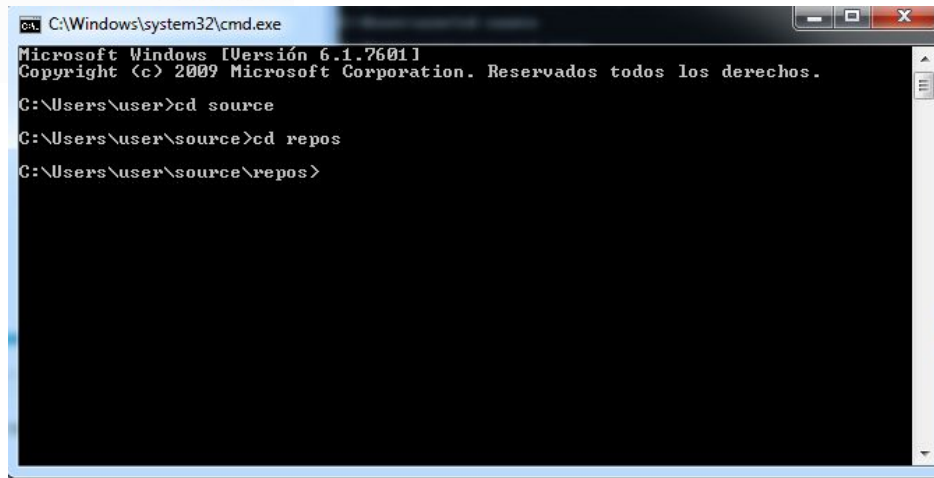 C:\Windows\system32\cmd.exe
Microsoft Windows [Versión 6.1.7601]
Copyright (c) 2009 Microsoft Corporation. Reservados todos los derechos.
C:\Users\user>cd source
C:\Users\user\source>cd repos
C:\Users\user\source\repos>